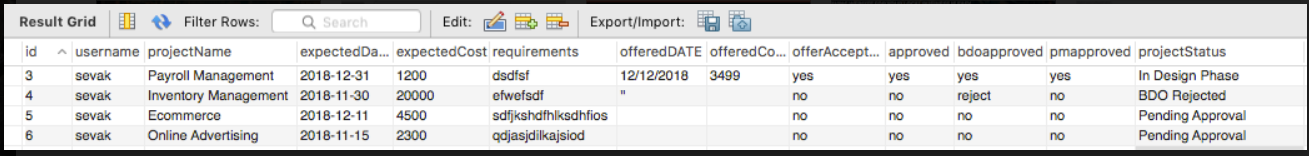 Result Grid Filter Rows: Search Edit: Export/Import:
id username projectName expectedDa... expectedCost requirements offeredDATE offeredCo... offerAccept... approved bdoapproved pmapproved projectStatus
3 sevak Payroll Management 2018-12-31 1200 dsdfsf 12/12/2018 3499 yes yes yes yes In Design Phase
4 sevak Inventory Management 2018-11-30 20000 efwefsdf " no no reject no BDO Rejected
5 sevak Ecommerce 2018-12-11 4500 sdfjkshdfhlksdhfios no no no no Pending Approval
6 sevak Online Advertising 2018-11-15 2300 qdjasjdilkajsiod no no no no Pending Approval